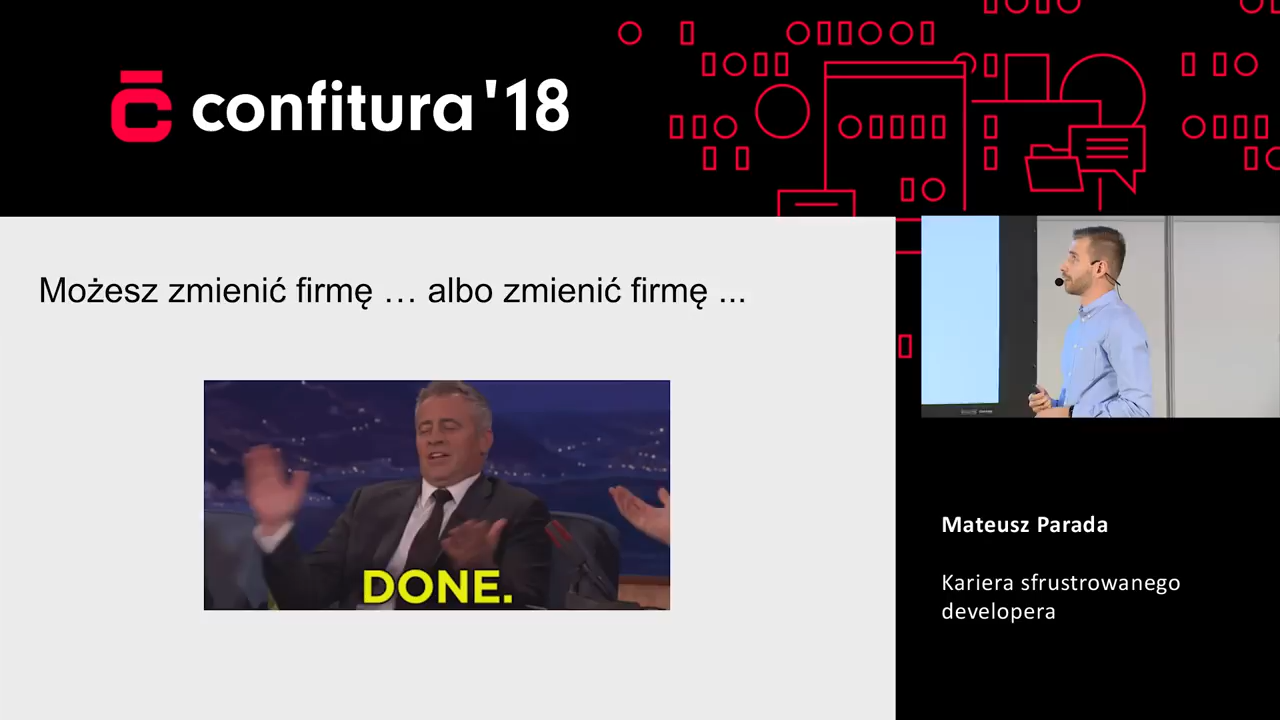 confitura '18
Możesz zmienić firmę … albo zmienić firmę ...
DONE.
Mateusz Parada
Kariera sfrustrowanego
developera